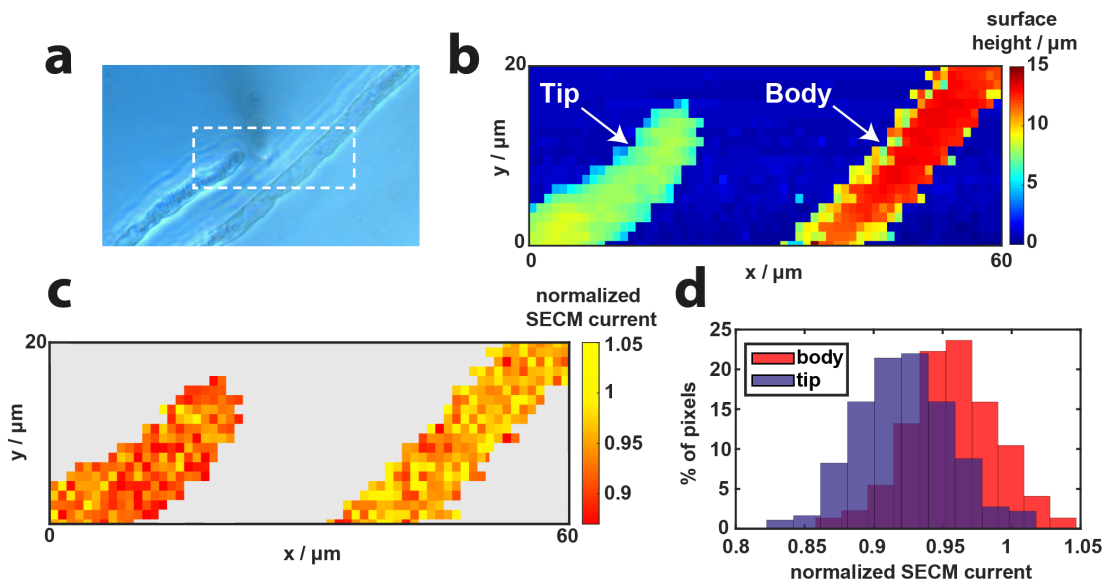 a
b
surface
height / µm
20
y / µm
0
Tip
Body
0
x / µm
60
15
10
5
0
c
normalized
SECM current
20
y / µm
0
x / µm
60
1.05
1
0.95
0.9
d
25
20
15
10
5
0
% of pixels
body
tip
0.8
0.85
0.9
0.95
1
1.05
normalized SECM current